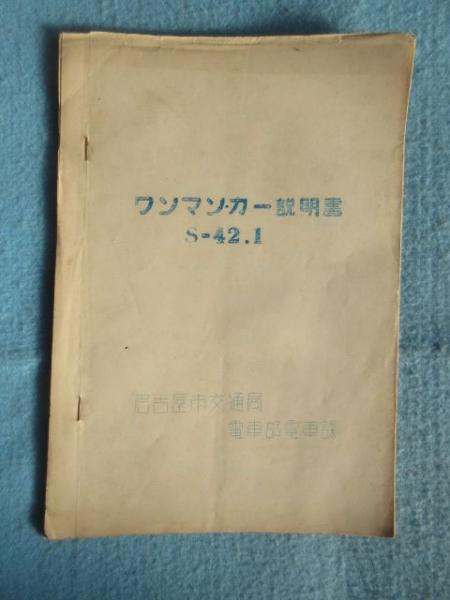 ワンマン・カー説明書
S-42.1
名古屋市交通局
電車部電車課